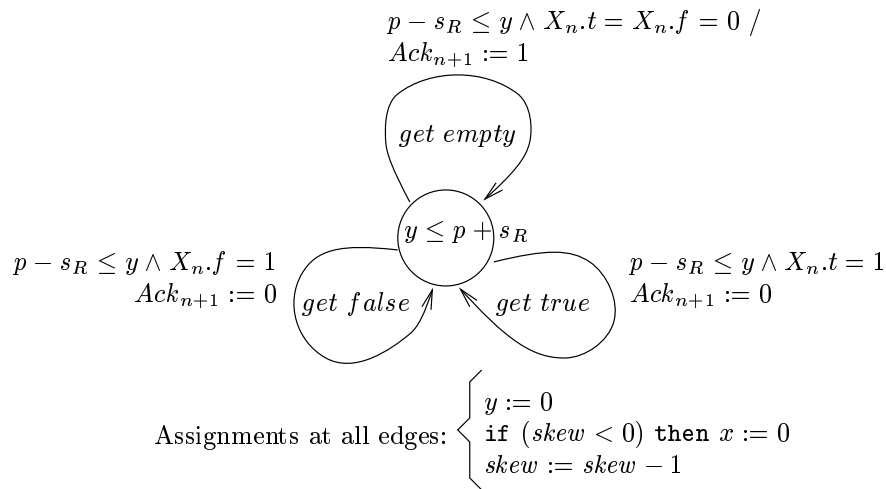 p − s_R ≤ y ∧ X_n.t = X_n.f = 0 /
Ack_{n+1} := 1
get empty
y ≤ p + s_R
p − s_R ≤ y ∧ X_n.f = 1
Ack_{n+1} := 0
p − s_R ≤ y ∧ X_n.t = 1
Ack_{n+1} := 0
get false
get true
y := 0
Assignments at all edges: if (skew < 0) then x := 0
skew := skew − 1